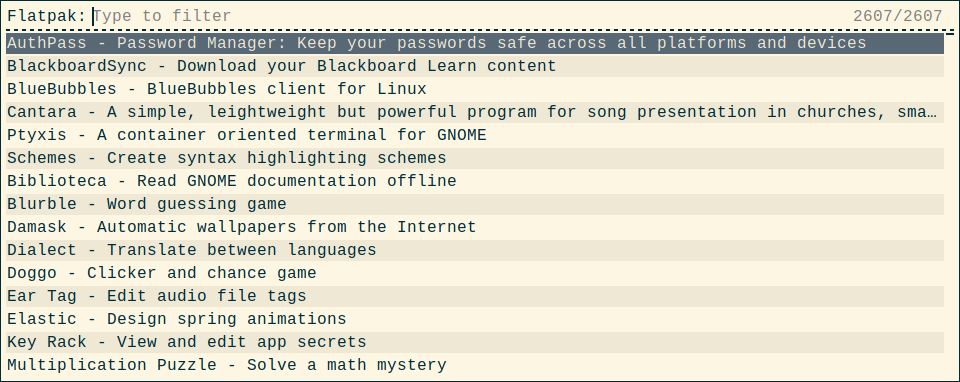 Flatpak: Type to filter 2607/2607
AuthPass - Password Manager: Keep your passwords safe across all platforms and devices
BlackboardSync - Download your Blackboard Learn content
BlueBubbles - BlueBubbles client for Linux
Cantara - A simple, leightweight but powerful program for song presentation in churches, sma…
Ptyxis - A container oriented terminal for GNOME
Schemes - Create syntax highlighting schemes
Biblioteca - Read GNOME documentation offline
Blurble - Word guessing game
Damask - Automatic wallpapers from the Internet
Dialect - Translate between languages
Doggo - Clicker and chance game
Ear Tag - Edit audio file tags
Elastic - Design spring animations
Key Rack - View and edit app secrets
Multiplication Puzzle - Solve a math mystery